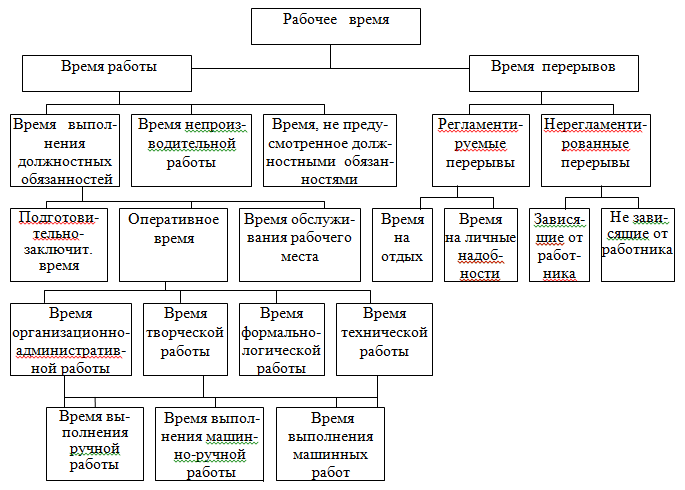 Рабочее время
Время работы
Время перерывов
Время выпол-
нения
должностных
обязанностей
Время непроиз-
водительной
работы
Время, не преду-
смотренное долж-
ностными обязан-
ностями
Регламенти-
руемые
перерывы
Нерегламенти-
рованные
перерывы
Подготови-
тельно-
заключит.
время
Оперативное
время
Время обслужи-
вания рабочего
места
Время
на
отдых
Время
на личные
надоб-
ности
Завися-
щие от
работ-
ника
Не зави-
сящие от
работника
Время
организационно-
административ-
ной работы
Время
творческой
работы
Время
формально-
логической
работы
Время
технической
работы
Время вы-
полнения
ручной
работы
Время выпол-
нения машин-
но-ручной
работы
Время
выполнения
машинных
работ